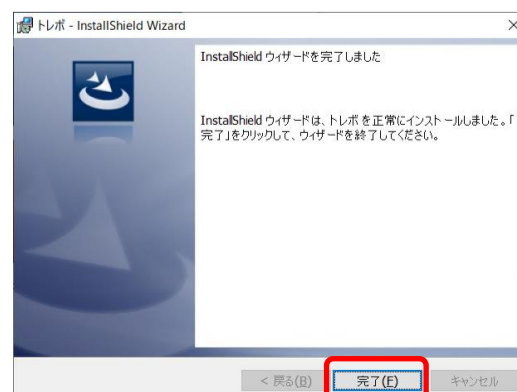 トレボ - InstallShield Wizard
InstallShield ウィザードを完了しました
InstallShield ウィザードは、トレボ を正常にインストールしました。「
完了」をクリックして、ウィザードを終了してください。
< 戻る(B)
完了(F)
キャンセル